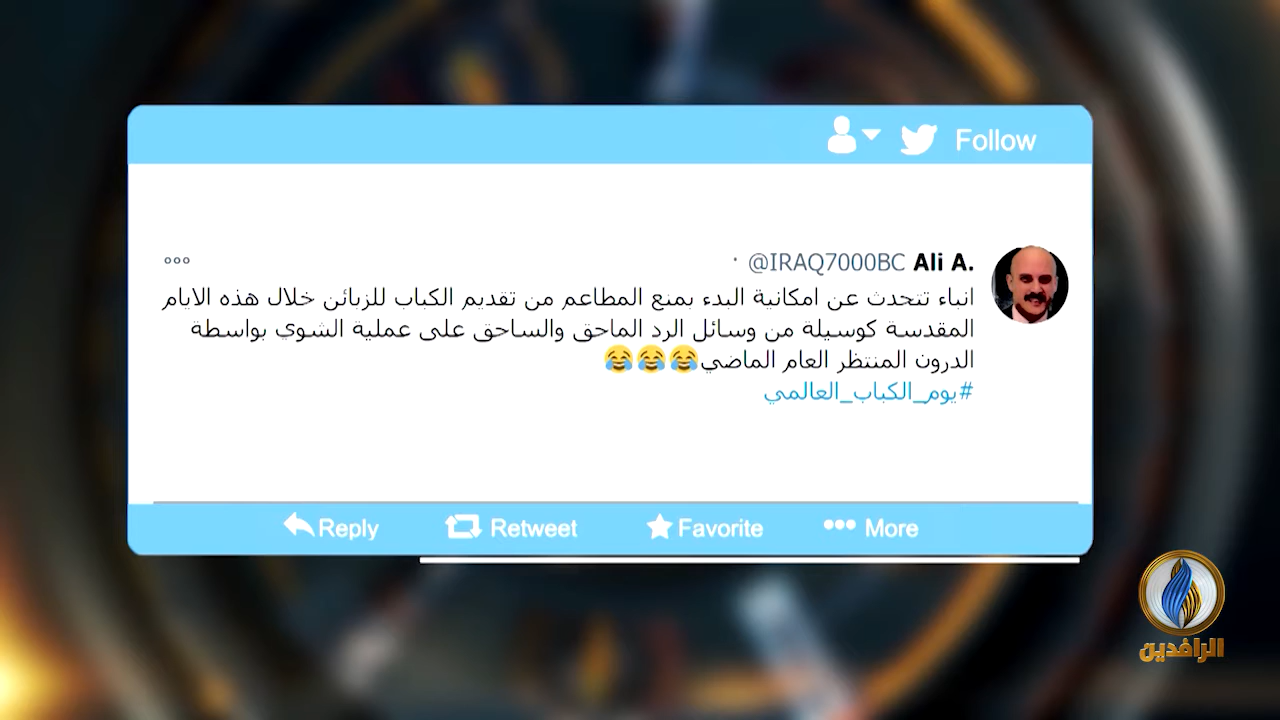 Follow
Ali A. @IRAQ7000BC ·
انباء تتحدث عن امكانية البدء بمنع المطاعم من تقديم الكباب للزبائن خلال هذه الايام
المقدسة كوسيلة من وسائل الرد الماحق والساحق على عملية الشوي بواسطة
الدرون المنتظر العام الماضي😂😂😂
#يوم_الكباب_العالمي
Reply Retweet Favorite More
الرافدين